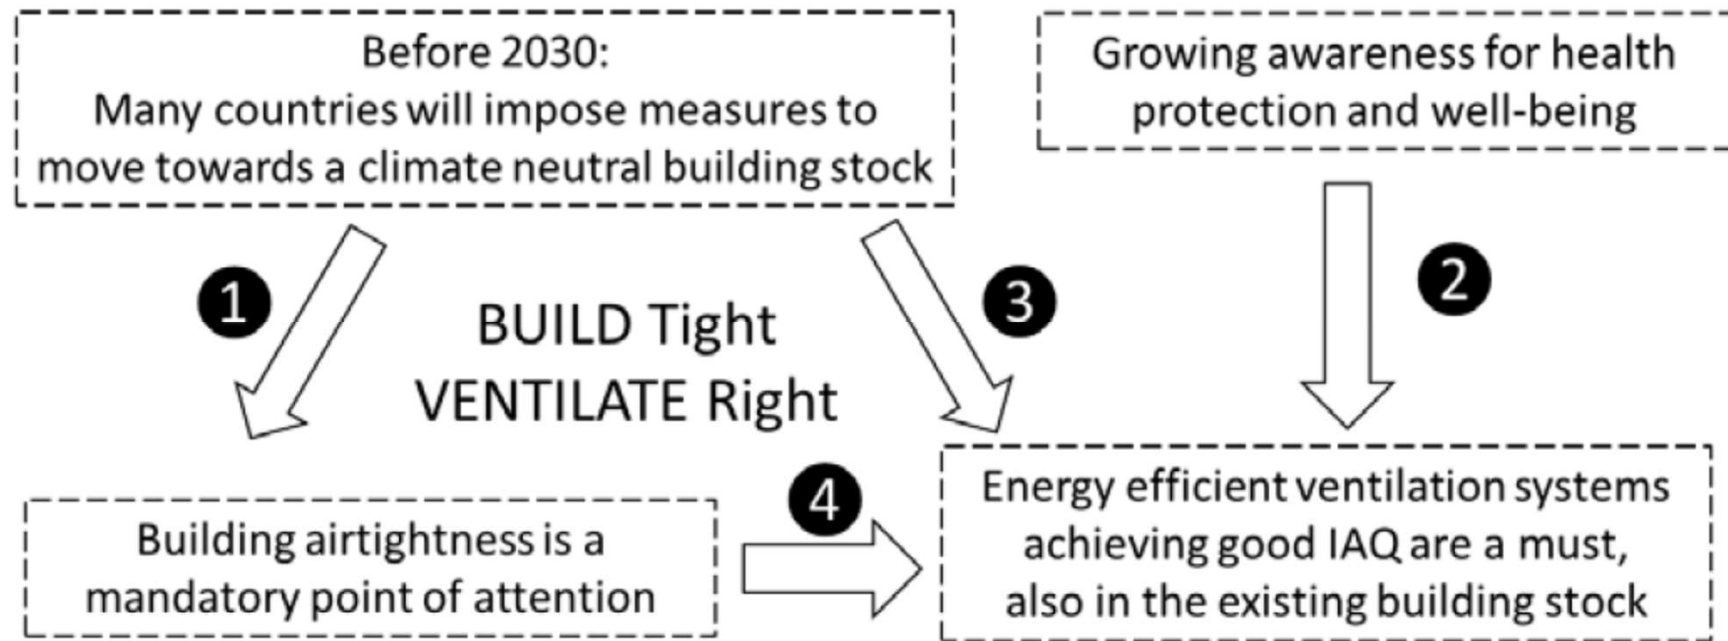 Before 2030:
Many countries will impose measures to
move towards a climate neutral building stock
Growing awareness for health
protection and well-being
1
3
2
BUILD Tight
VENTILATE Right
4
Building airtightness is a
mandatory point of attention
Energy efficient ventilation systems
achieving good IAQ are a must,
also in the existing building stock